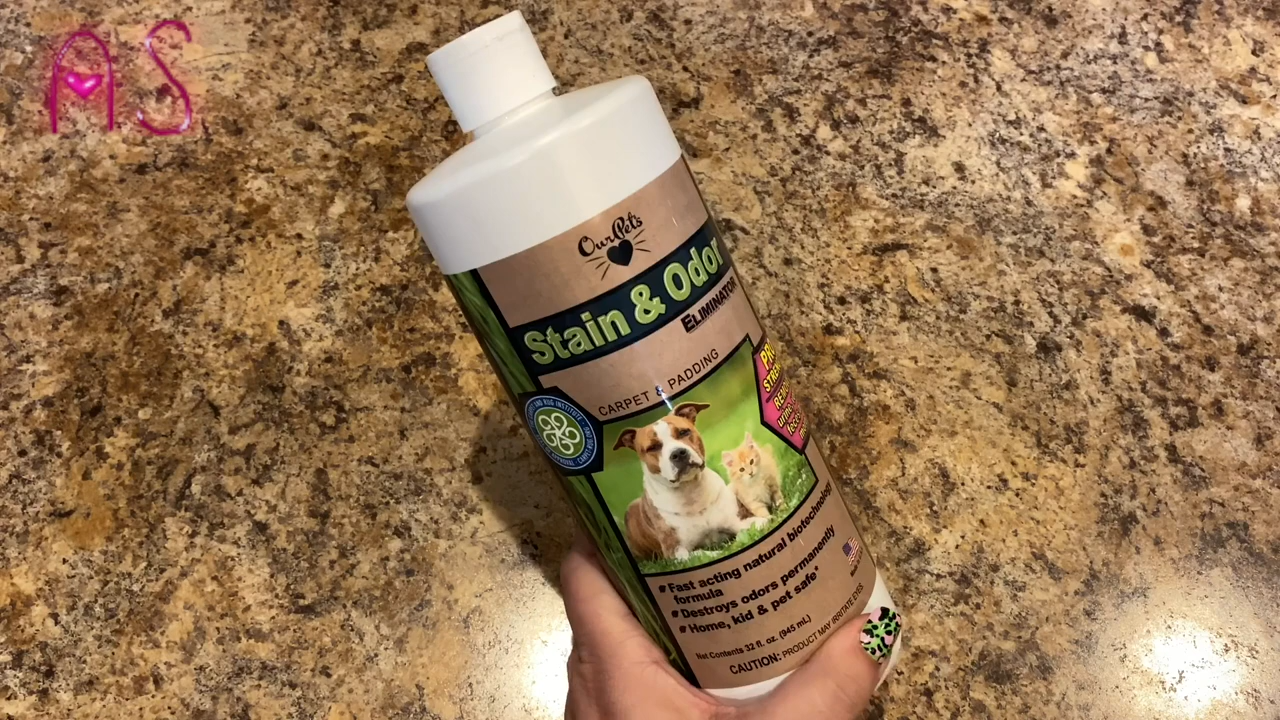 AS
OurPet's
Stain & Odor
ELIMINATOR
CARPET & PADDING
Fast acting natural biotechnology
formula
Destroys odors permanently
Home, kid & pet safe*
Net Contents 32 fl. oz. (945 mL)
CAUTION: PRODUCT MAY IRRITATE EYES